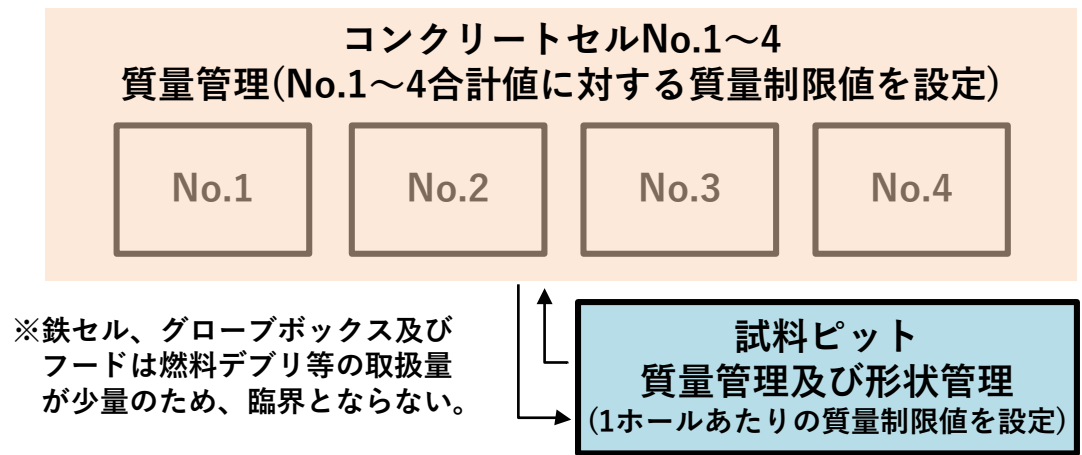 コンクリートセルNo.1～4
質量管理(No.1～4合計値に対する質量制限値を設定)
No.1
No.2
No.3
No.4
※鉄セル、グローブボックス及び
フードは燃料デブリ等の取扱量
が少量のため、臨界とならない。
試料ピット
質量管理及び形状管理
(1ホールあたりの質量制限値を設定)